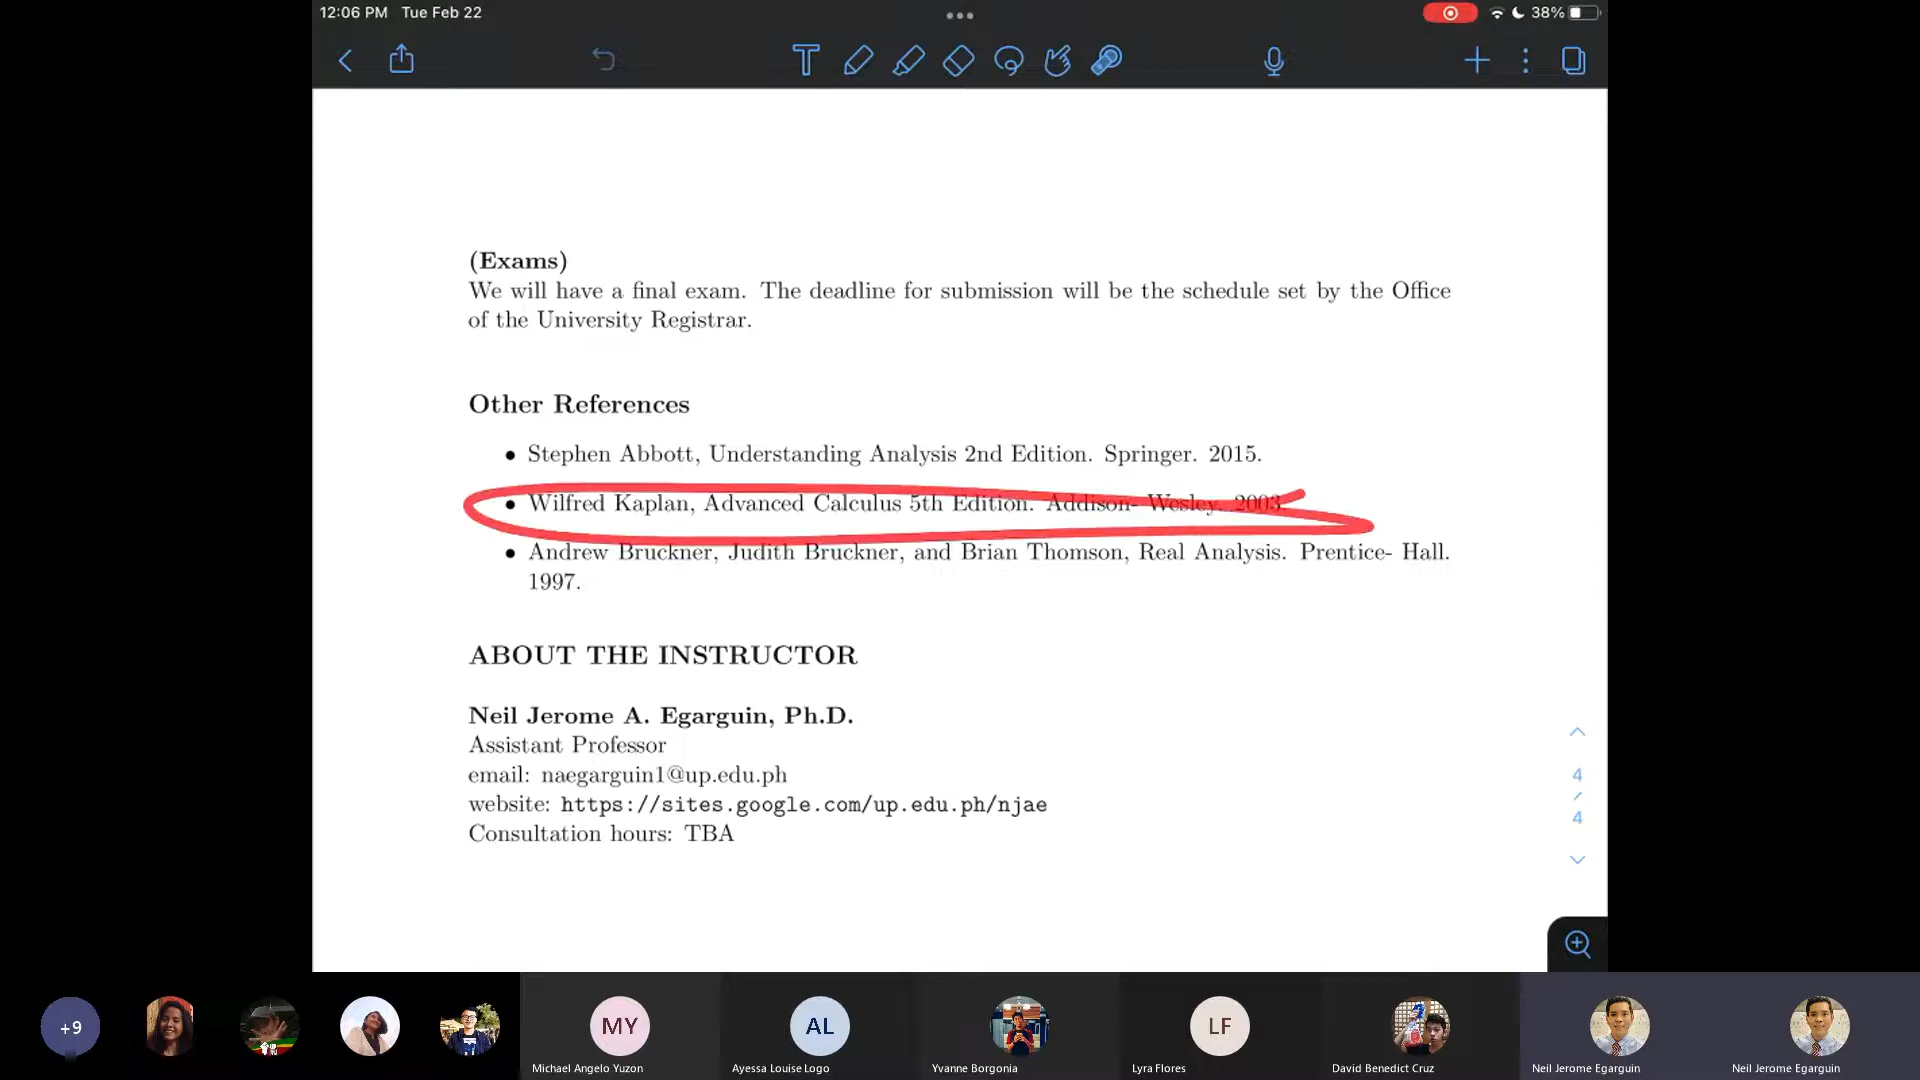 12:06 PM Tue Feb 22
38%
(Exams)
We will have a final exam. The deadline for submission will be the schedule set by the Office
of the University Registrar.
Other References
• Stephen Abbott, Understanding Analysis 2nd Edition. Springer. 2015.
• Wilfred Kaplan, Advanced Calculus 5th Edition. Addison- Wesley. 2003.
• Andrew Bruckner, Judith Bruckner, and Brian Thomson, Real Analysis. Prentice- Hall.
1997.
ABOUT THE INSTRUCTOR
Neil Jerome A. Egarguin, Ph.D.
Assistant Professor
email: naegarguin1@up.edu.ph
website: https://sites.google.com/up.edu.ph/njae
Consultation hours: TBA
4
/
4
+9
MY
AL
LF
Michael Angelo Yuzon
Ayessa Louise Logo
Yvanne Borgonia
Lyra Flores
David Benedict Cruz
Neil Jerome Egarguin
Neil Jerome Egarguin